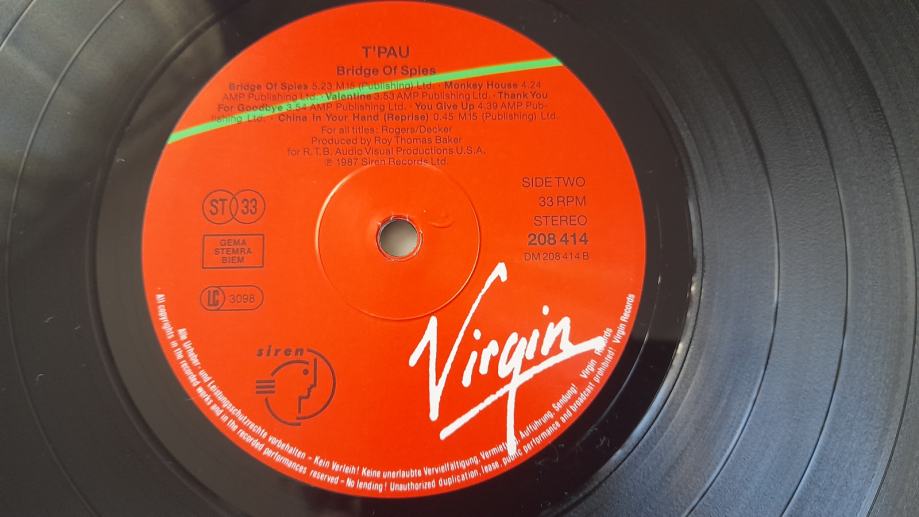 T'PAU
Bridge Of Spies
Bridge Of Spies 5.23 M15 (Publishing) Ltd. · Monkey House 4.24
AMP Publishing Ltd. · Valentine 3.53 AMP Publishing Ltd. · Thank You
For Goodbye 3.54 AMP Publishing Ltd. · You Give Up 4.39 AMP Pub-
lishing Ltd. · China In Your Hand (Reprise) 0.45 M15 (Publishing) Ltd.
For all titles: Rogers/Decker
Produced by Roy Thomas Baker
for R.T.B. Audio Visual Productions U.S.A.
℗ 1987 Siren Records Ltd.
SIDE TWO
33 RPM
STEREO
208 414
DM 208 414 B
ST 33
GEMA
STEMRA
BIEM
LC 3098
siren
Virgin
Alle Urheber- und Leistungsschutzrechte vorbehalten – Kein Verleih! Keine unerlaubte Vervielfältigung, Vermietung, Aufführung, Sendung! Virgin Records
All copyrights in the recorded works and in the recorded performances reserved – No lending! Unauthorized duplication, lease, public performance and broadcast prohibited! Virgin Records